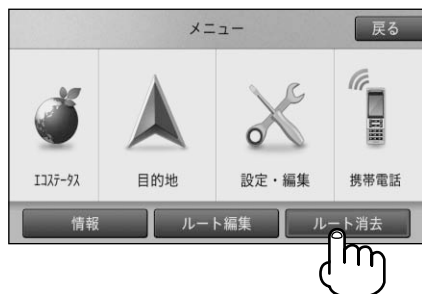 メニュー
戻る
エコステータス
目的地
設定・編集
携帯電話
情報
ルート編集
ルート消去